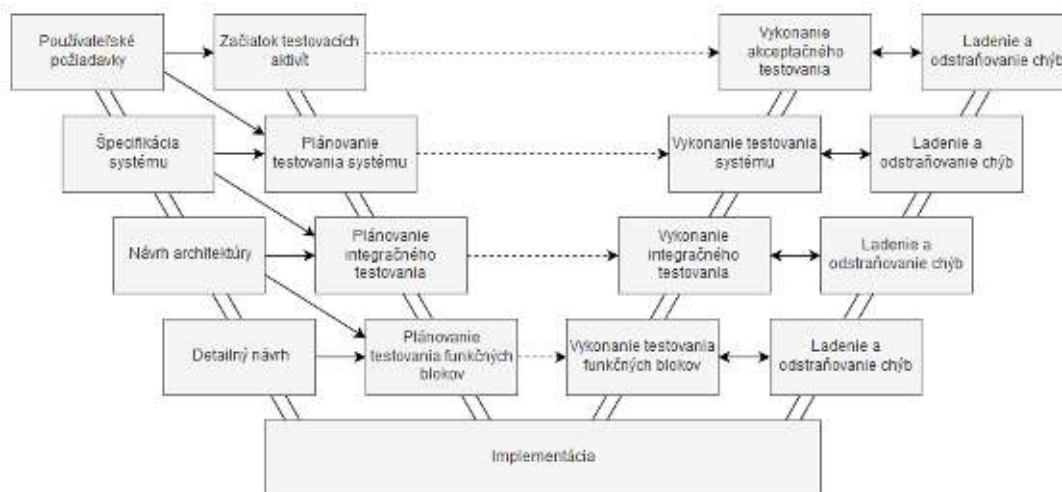 Používateľské
požiadavky
Začiatok testovacích
aktivít
Vykonanie
akceptačného
testovania
Ladenie a
odstraňovanie chýb
Špecifikácia
systému
Plánovanie
testovania systému
Vykonanie testovania
systému
Ladenie a
odstraňovanie chýb
Návrh architektúry
Plánovanie
integračného
testovania
Vykonanie
integračného
testovania
Ladenie a
odstraňovanie chýb
Detailný návrh
Plánovanie
testovania funkčných
blokov
Vykonanie testovania
funkčných blokov
Ladenie a
odstraňovanie chýb
Implementácia